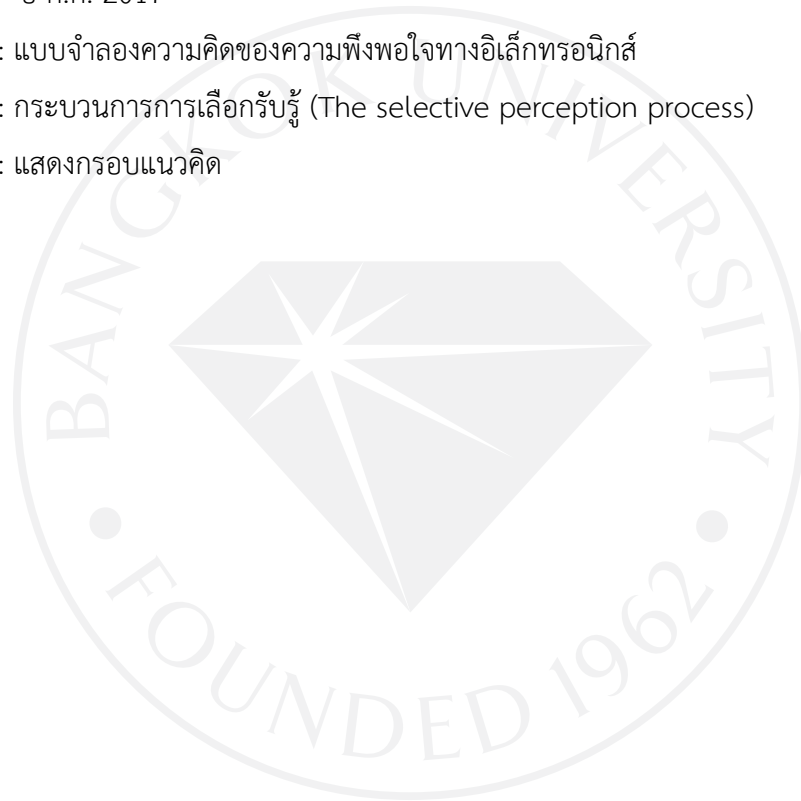 ปี ค.ศ. 2017
: แบบจำลองความคิดของความพึงพอใจทางอิเล็กทรอนิกส์
: กระบวนการการเลือกรับรู้ (The selective perception process)
: แสดงกรอบแนวคิด
BANGKOK UNIVERSITY
FOUNDED 1962